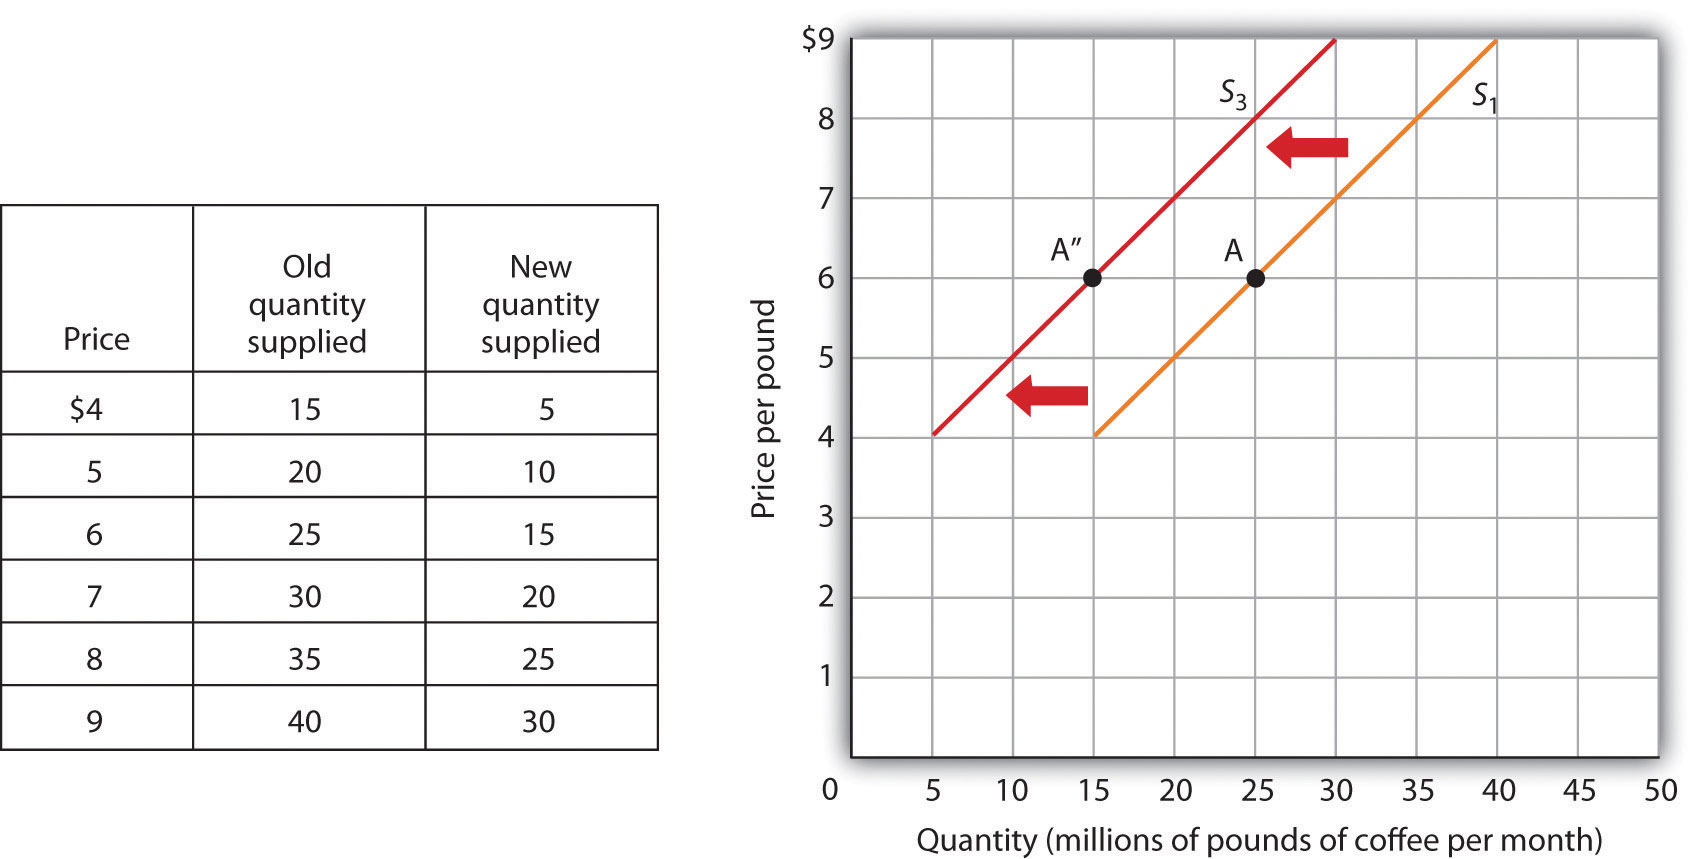 Price
Old
quantity
supplied
New
quantity
supplied
$4 15 5
5 20 10
6 25 15
7 30 20
8 35 25
9 40 30
$9
8
7
6
5
4
3
2
1
0 5 10 15 20 25 30 35 40 45 50
Price per pound
Quantity (millions of pounds of coffee per month)
S3
S1
A″
A